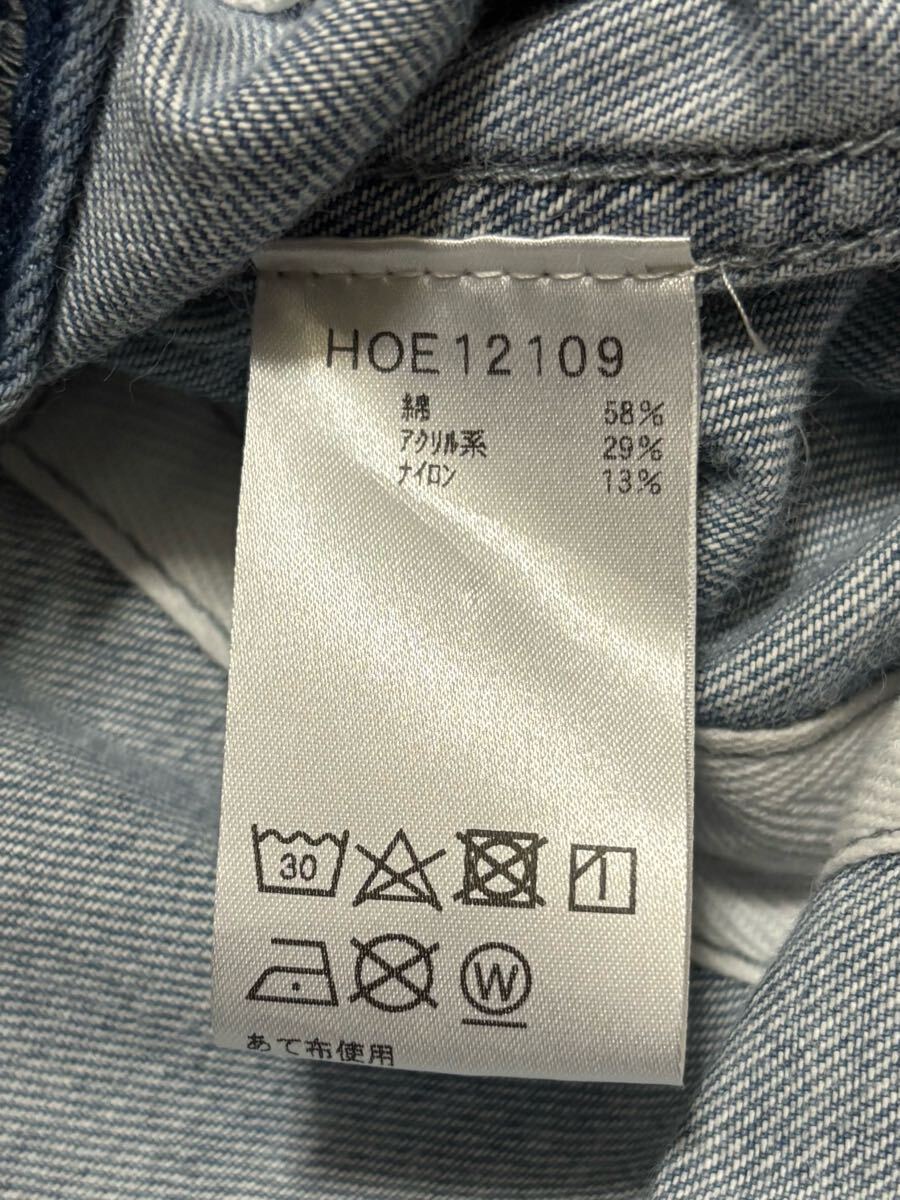 HOE12109
綿 58%
アクリル系 29%
ナイロン 13%
30
W
あて布使用